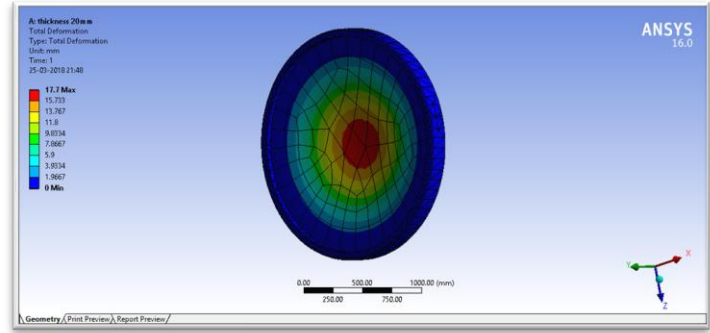 A: thickness 20mm
Total Deformation
Type: Total Deformation
Unit: mm
Time: 1
25-03-2018 21:48
17.7 Max
15.733
13.767
11.8
9.8334
7.8667
5.9
3.9334
1.9667
0 Min
ANSYS
16.0
0.00 500.00 1000.00 (mm)
250.00 750.00
Y X
Z
Geometry Print Preview Report Preview